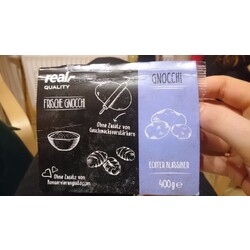 real,-
QUALITY
FRISCHE GNOCCHI
Ohne Zusatz von
Geschmacksverstärkern
Ohne Zusatz von
Konservierungsstoffen
GNOCCHI
ECHTER KLASSIKER
400g e